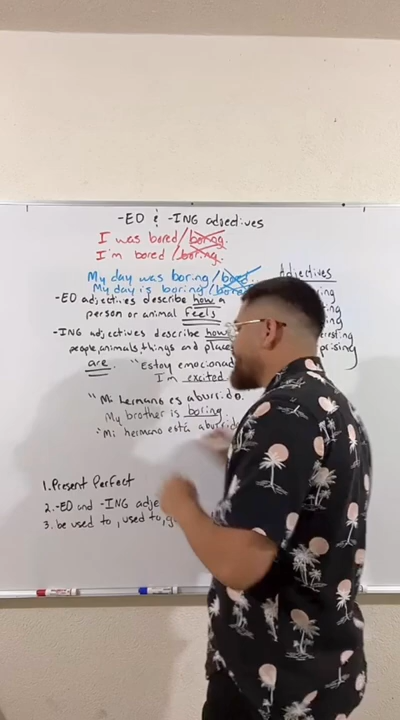 -ED & -ING adjectives
I was bored/boring.
I'm bored/boring.
My day was boring/bored.
My day is boring/bored
Adjectives
-ED adjectives describe how a
person or animal feels
-ING adjectives describe how
people, animals, things and places
are. "Estoy emocionad
I'm excited
"Mi hermano es aburrido.
My brother is boring.
"Mi hermano está aburrid
1. Present Perfect
2. -ED and -ING adje
3. be used to, used to, g